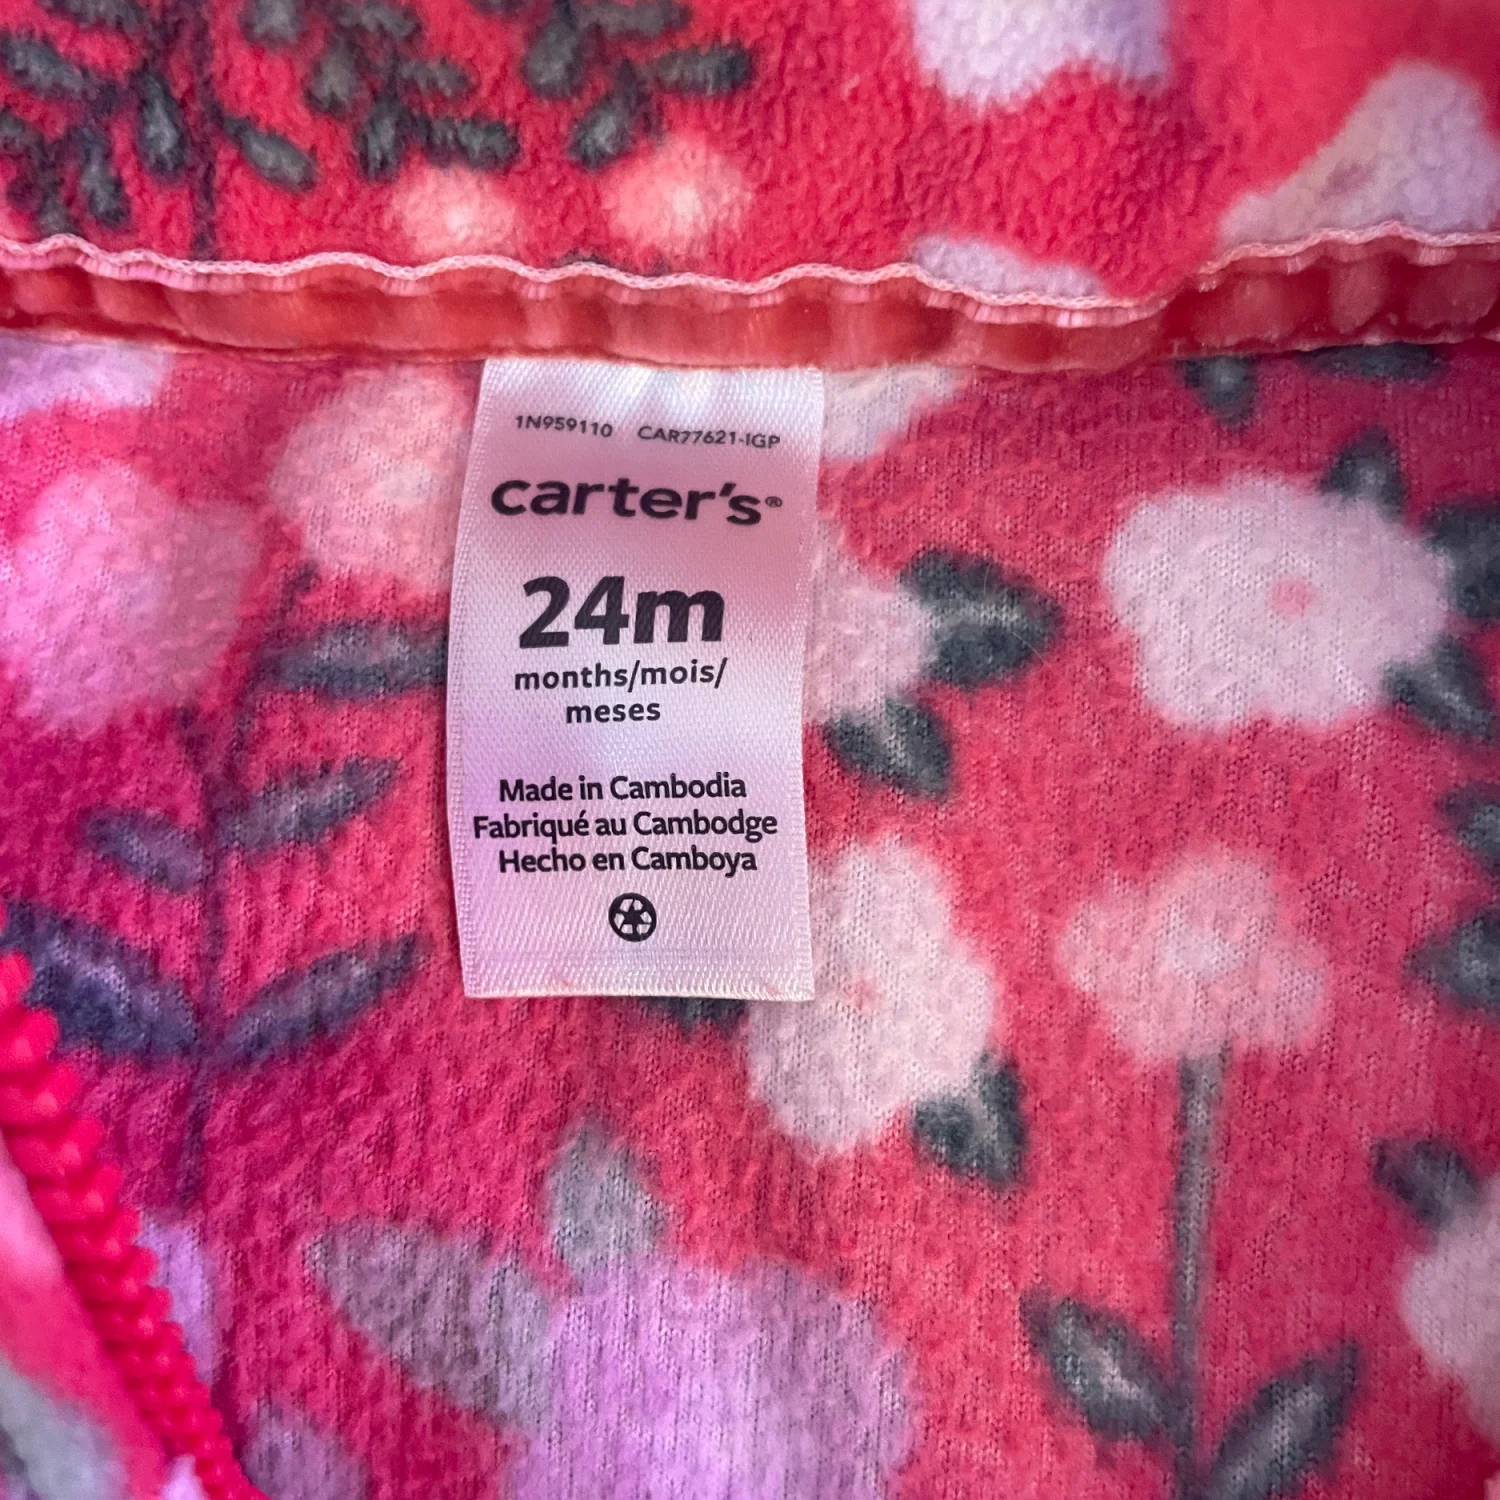 1N959110 CAR77621-IGP
carter's®
24m
months/mois/
meses
Made in Cambodia
Fabriqué au Cambodge
Hecho en Camboya